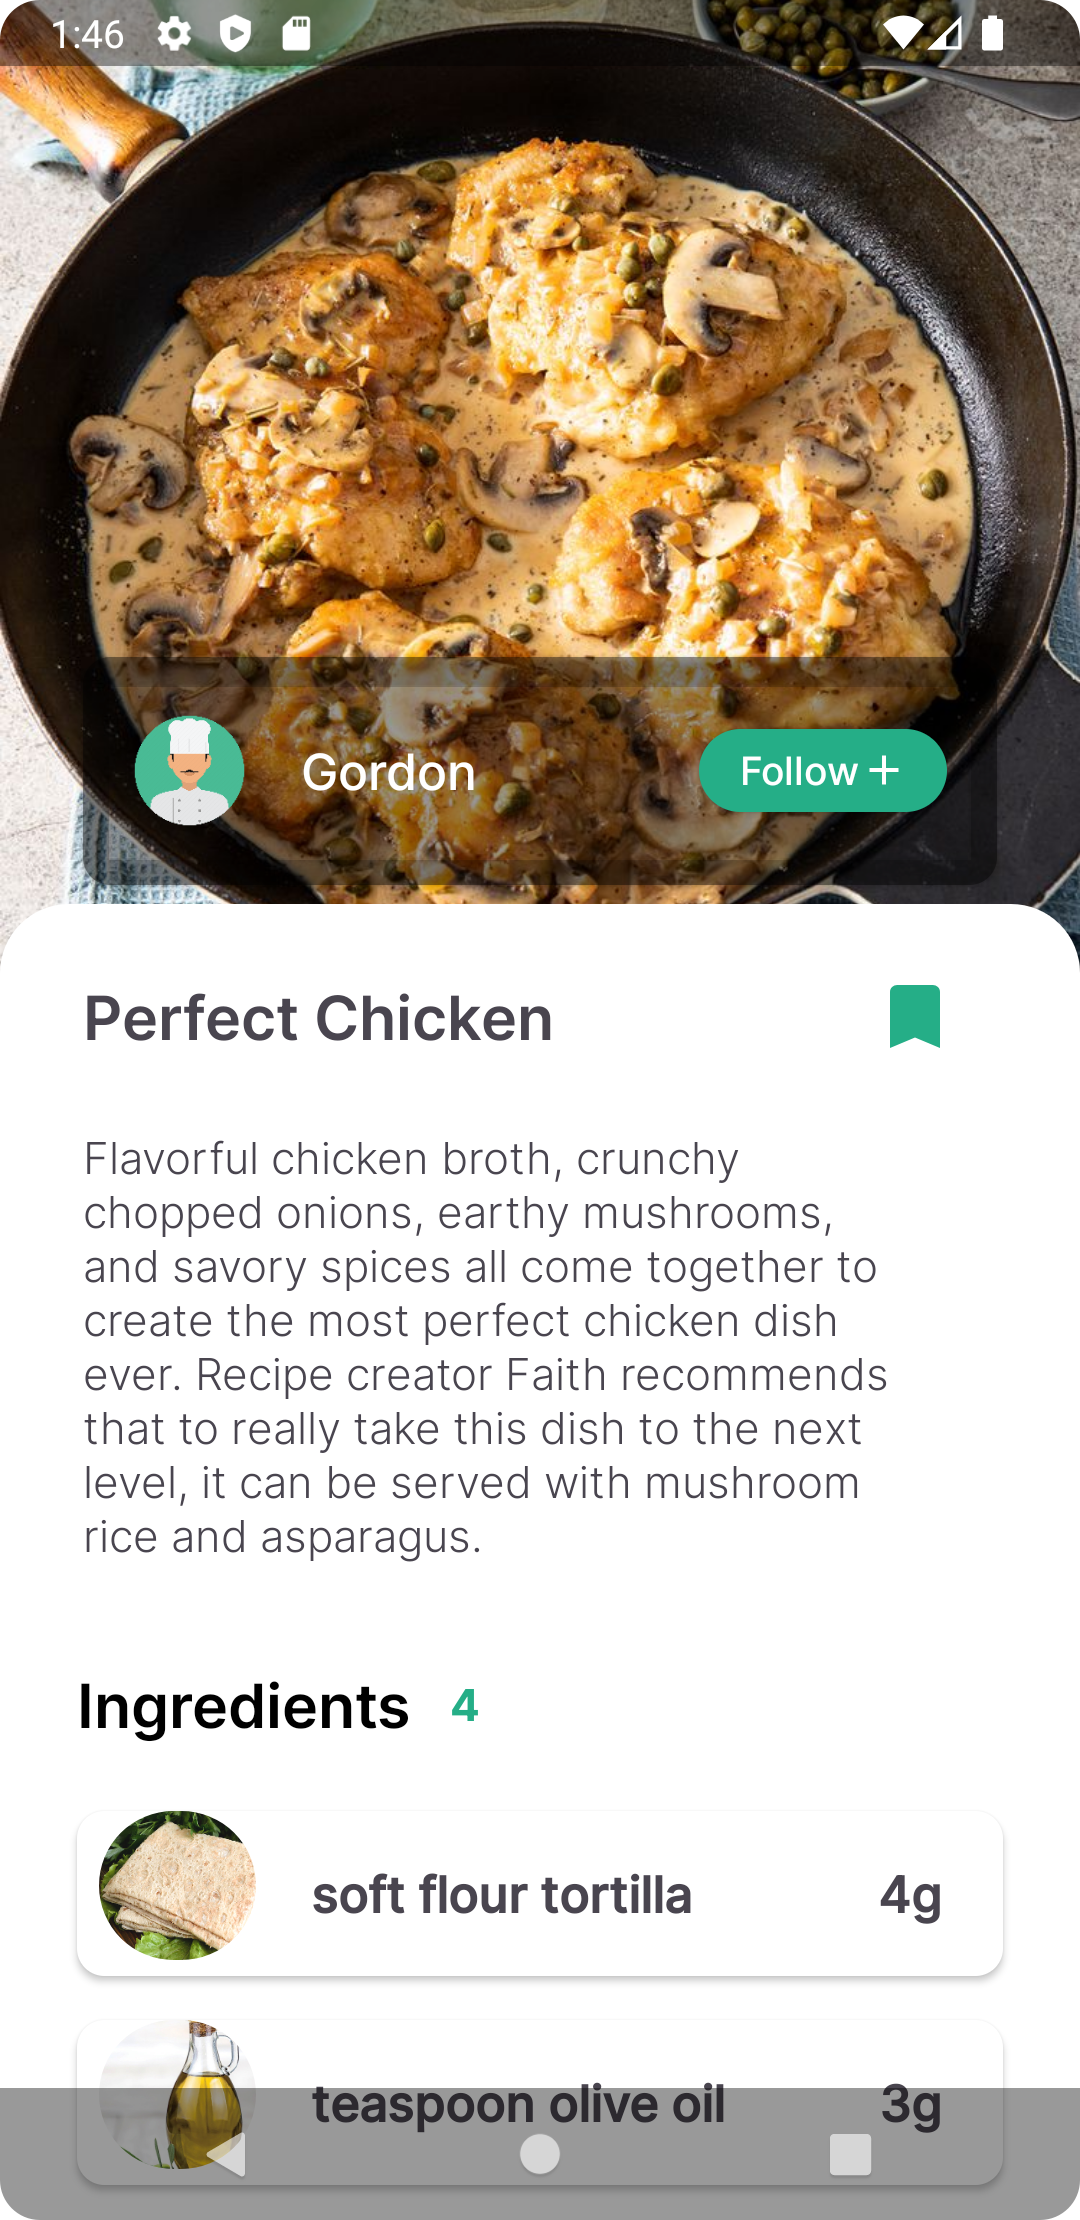 1:46
Gordon
Follow +
Perfect Chicken
Flavorful chicken broth, crunchy
chopped onions, earthy mushrooms,
and savory spices all come together to
create the most perfect chicken dish
ever. Recipe creator Faith recommends
that to really take this dish to the next
level, it can be served with mushroom
rice and asparagus.
Ingredients 4
soft flour tortilla 4g
teaspoon olive oil 3g